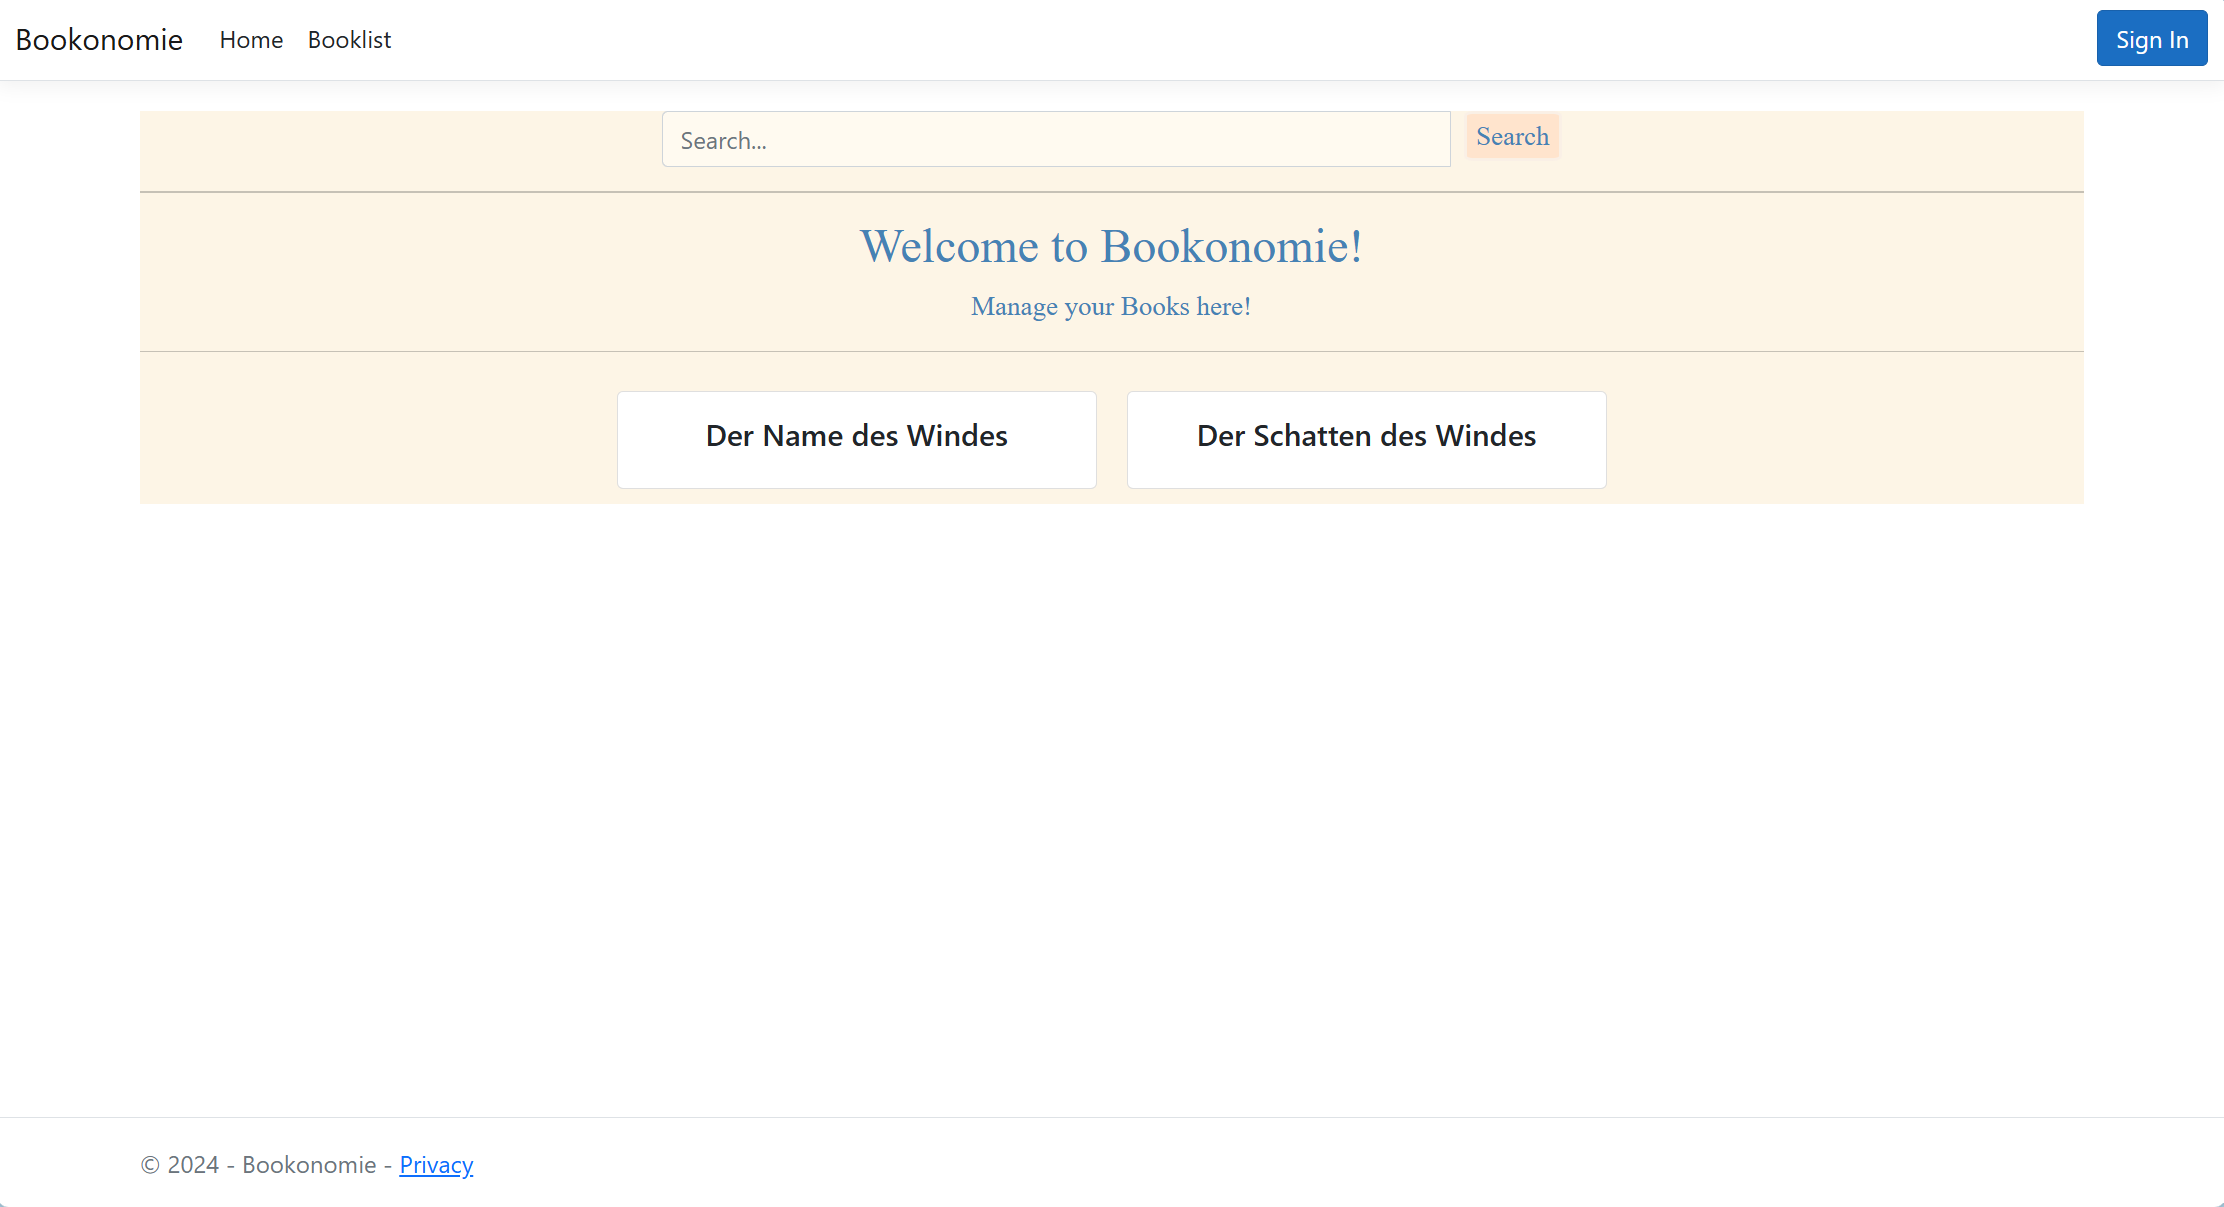 Bookonomie Home Booklist Sign In
Search... Search
Welcome to Bookonomie!
Manage your Books here!
Der Name des Windes Der Schatten des Windes
© 2024 - Bookonomie - Privacy